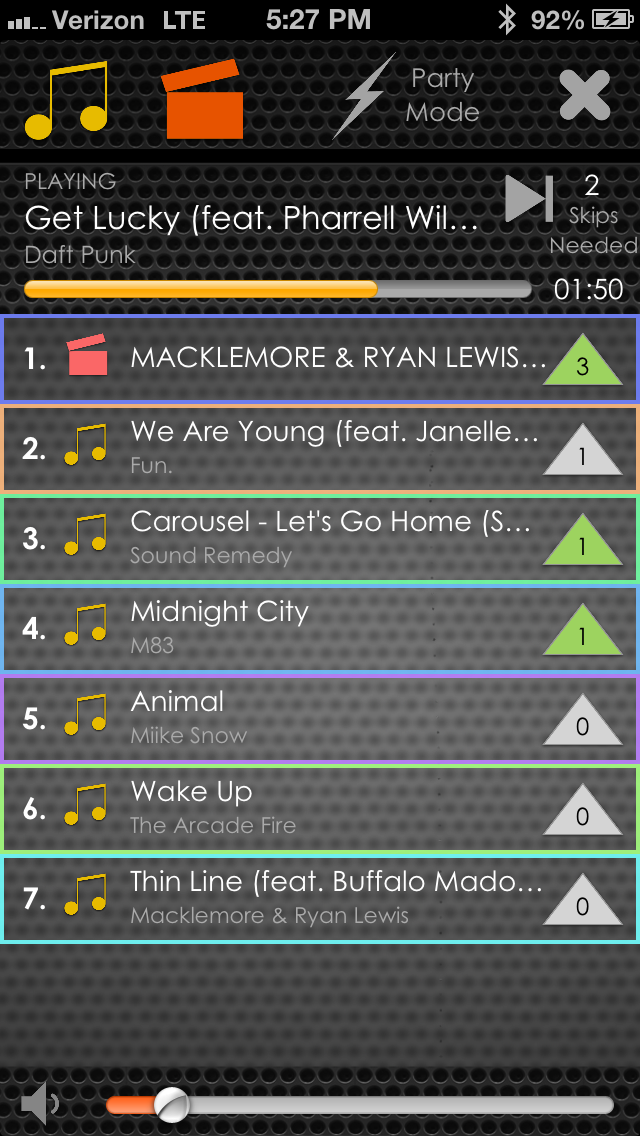 Verizon LTE 5:27 PM 92%
Party
Mode
PLAYING
Get Lucky (feat. Pharrell Wil...
Daft Punk
2
Skips
Needed
01:50
1. MACKLEMORE & RYAN LEWIS... 3
2. We Are Young (feat. Janelle... 1
Fun.
3. Carousel - Let's Go Home (S... 1
Sound Remedy
4. Midnight City 1
M83
5. Animal 0
Miike Snow
6. Wake Up 0
The Arcade Fire
7. Thin Line (feat. Buffalo Mado... 0
Macklemore & Ryan Lewis